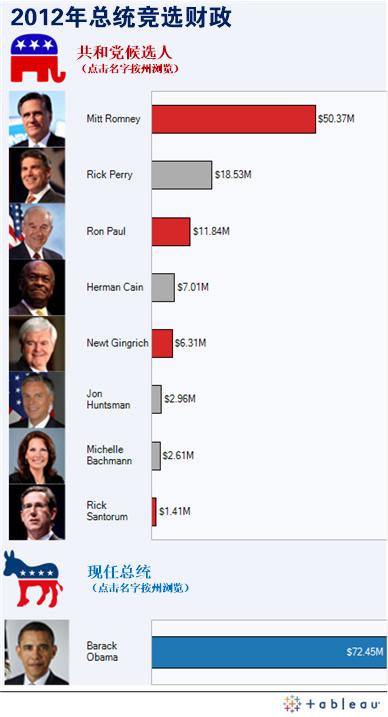 2012年总统竞选财政
共和党候选人
（点击名字按州浏览）
Mitt Romney
$50.37M
Rick Perry
$18.53M
Ron Paul
$11.84M
Herman Cain
$7.01M
Newt Gingrich
$6.31M
Jon
Huntsman
$2.96M
Michelle
Bachmann
$2.61M
Rick
Santorum
$1.41M
现任总统
（点击名字按州浏览）
Barack
Obama
$72.45M
+ableau